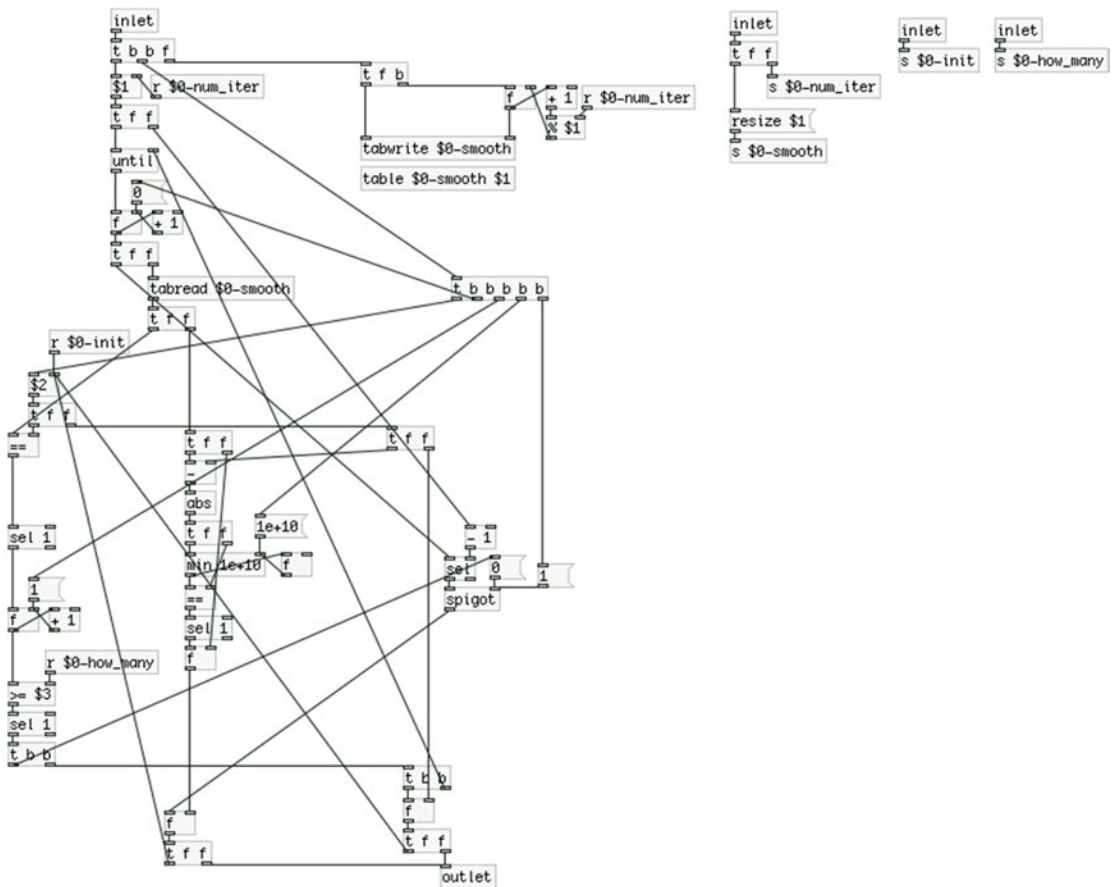 inlet
inlet
inlet
inlet
t b b f
t f f
s $0-init
s $0-how_many
$1
r $0-num_iter
t f b
s $0-num_iter
f
+ 1
r $0-num_iter
t f f
% $1
resize $1
until
tabwrite $0-smooth
s $0-smooth
0
table $0-smooth $1
f
+ 1
t f f
tabread $0-smooth
t b b b b b
t f f
r $0-init
$2
t f f
==
t f f
t f f
-
abs
sel 1
t f f
1e+10
- 1
min 1e+10
f
sel
0
1
1
==
spigot
f
+ 1
sel 1
f
r $0-how_many
>= $3
sel 1
t b b
t b b
f
f
t f f
t f f
outlet